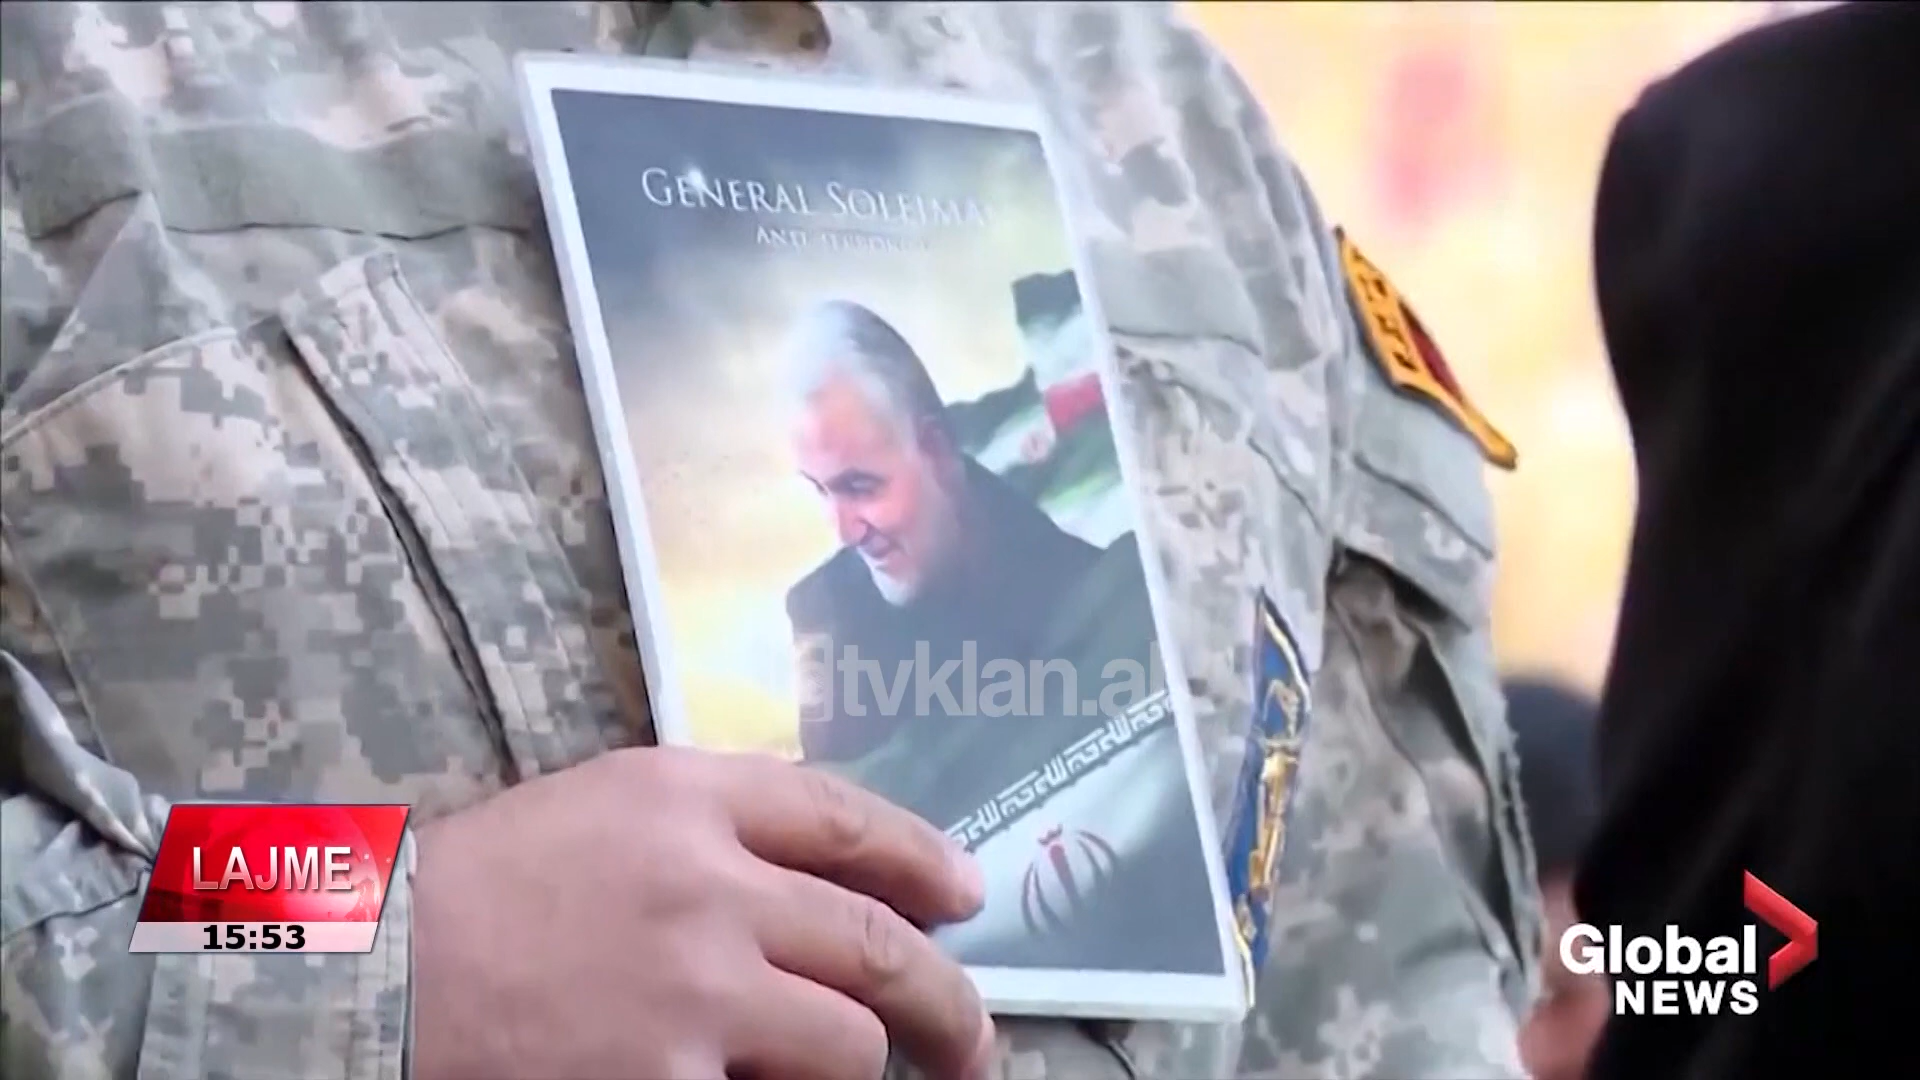 GENERAL SOLEIMA
tvklan.al
LAJME
15:53
Global
NEWS